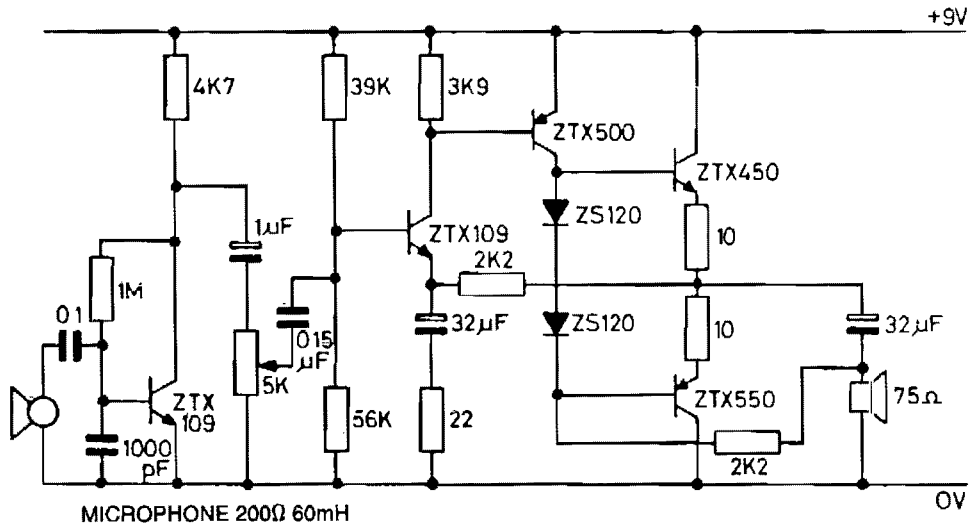 +9V
4K7
39K
3K9
ZTX500
ZTX450
1µF
ZTX109
ZS120
10
2K2
1M
01
015
µF
32µF
ZS120
10
32µF
5K
ZTX
109
56K
22
ZTX550
75Ω
1000
pF
2K2
0V
MICROPHONE 200Ω 60mH